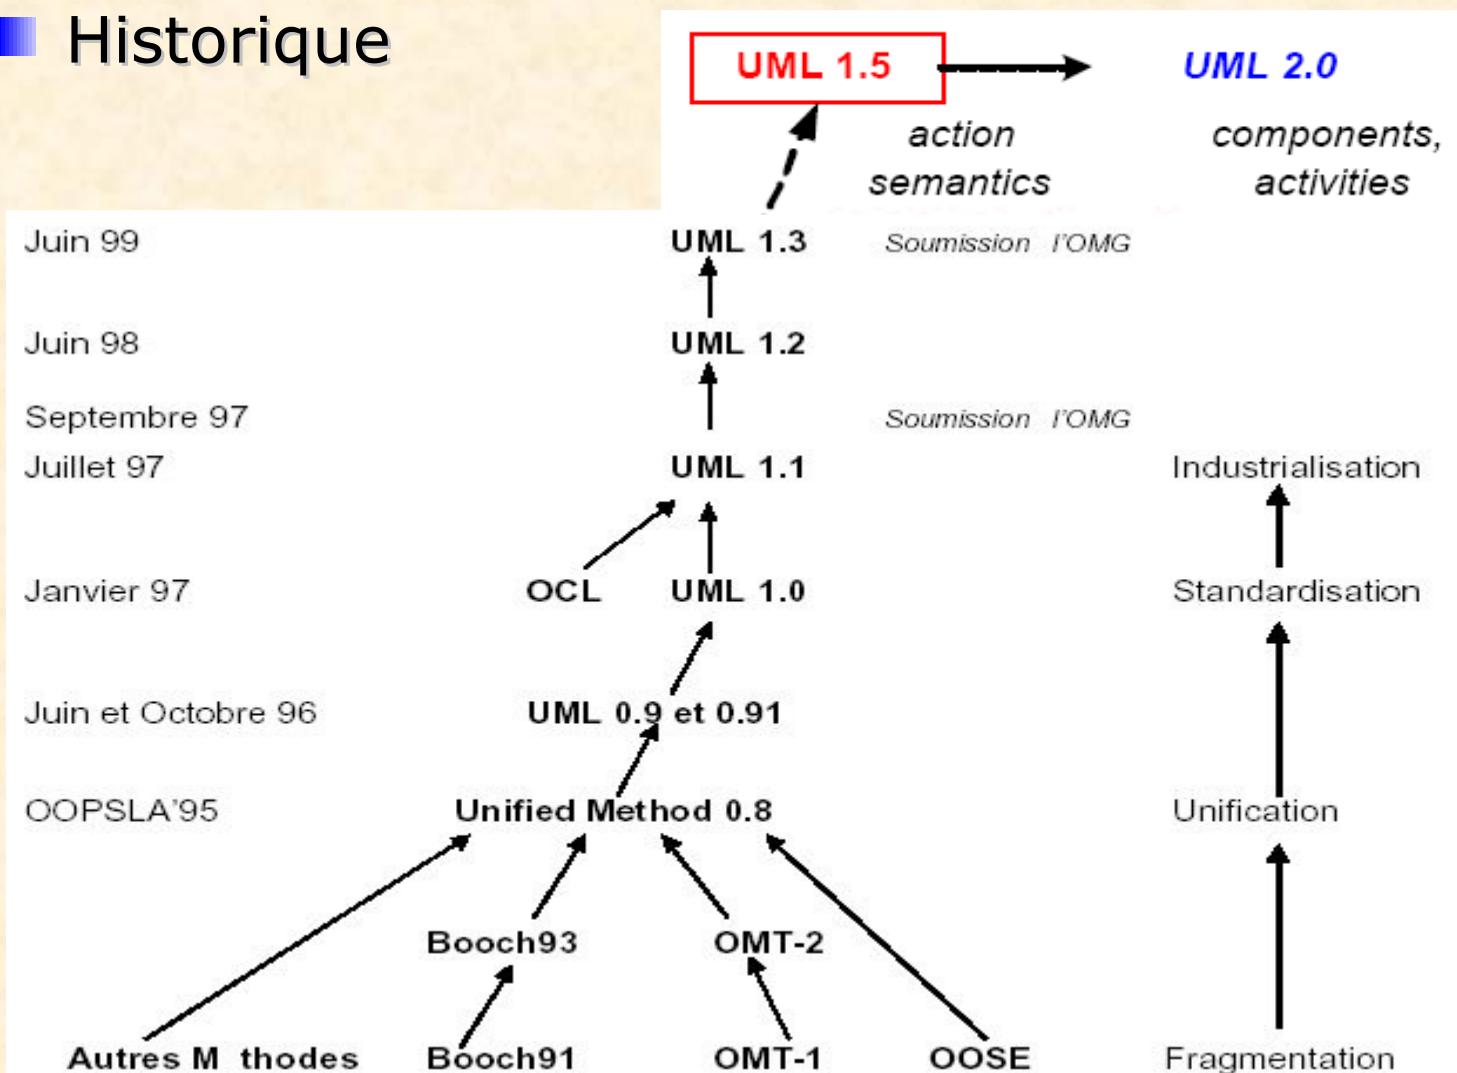 Historique
UML 1.5 UML 2.0
action components,
semantics activities
Juin 99 UML 1.3 Soumission l'OMG
Juin 98 UML 1.2
Septembre 97 Soumission l'OMG
Juillet 97 UML 1.1 Industrialisation
Janvier 97 OCL UML 1.0 Standardisation
Juin et Octobre 96 UML 0.9 et 0.91
OOPSLA'95 Unified Method 0.8 Unification
Booch93 OMT-2
Autres M thodes Booch91 OMT-1 OOSE Fragmentation